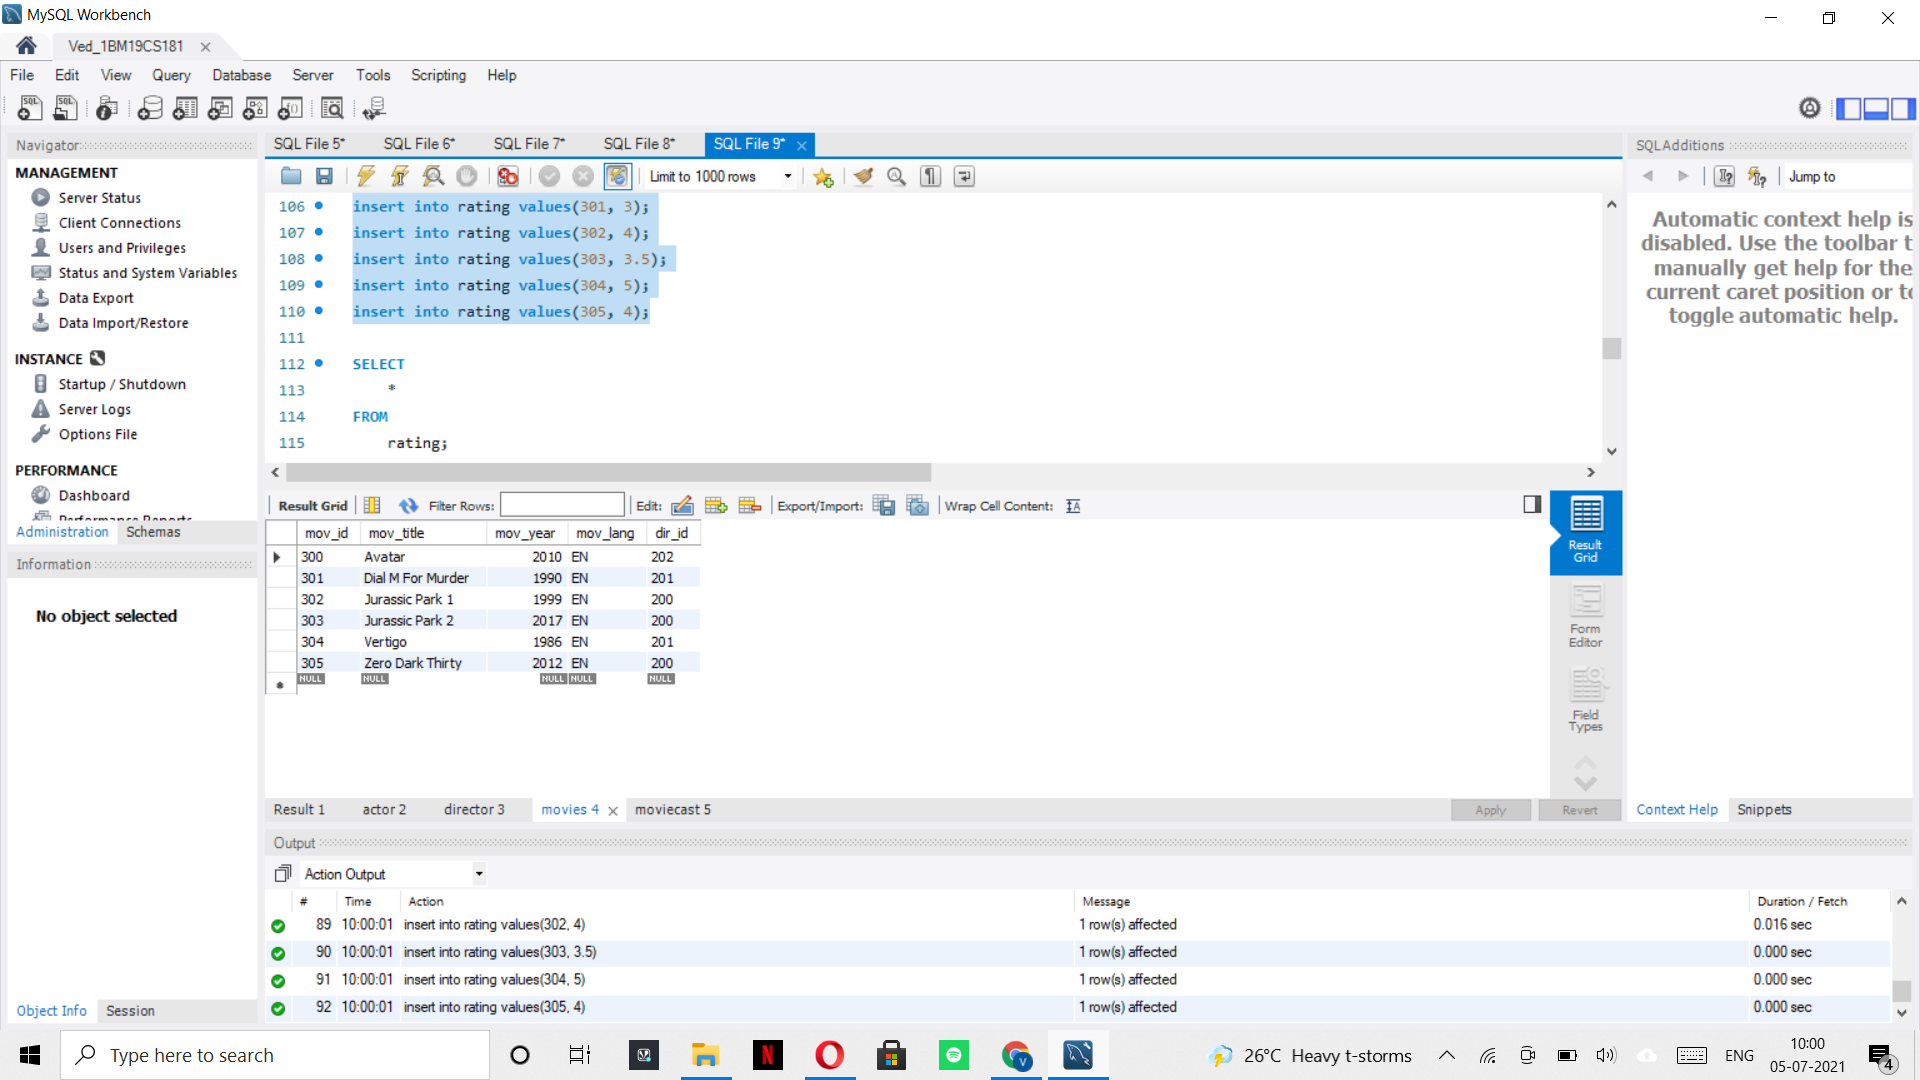 MySQL Workbench
Ved_1BM19CS181
File Edit View Query Database Server Tools Scripting Help
Navigator
MANAGEMENT
Server Status
Client Connections
Users and Privileges
Status and System Variables
Data Export
Data Import/Restore
INSTANCE
Startup / Shutdown
Server Logs
Options File
PERFORMANCE
Dashboard
Performance Reports
Administration Schemas
Information
No object selected
Object Info Session
SQL File 5* SQL File 6* SQL File 7* SQL File 8* SQL File 9*
Limit to 1000 rows
106 insert into rating values(301, 3);
107 insert into rating values(302, 4);
108 insert into rating values(303, 3.5);
109 insert into rating values(304, 5);
110 insert into rating values(305, 4);
111
112 SELECT
113 *
114 FROM
115 rating;
Result Grid Filter Rows: Edit: Export/Import: Wrap Cell Content:
mov_id mov_title mov_year mov_lang dir_id
300 Avatar 2010 EN 202
301 Dial M For Murder 1990 EN 201
302 Jurassic Park 1 1999 EN 200
303 Jurassic Park 2 2017 EN 200
304 Vertigo 1986 EN 201
305 Zero Dark Thirty 2012 EN 200
NULL NULL NULL NULL NULL
Result Grid
Form Editor
Field Types
Result 1 actor 2 director 3 movies 4 moviecast 5
Apply Revert
SQLAdditions
Jump to
Automatic context help is
disabled. Use the toolbar t
manually get help for the
current caret position or to
toggle automatic help.
Context Help Snippets
Output
Action Output
# Time Action Message Duration / Fetch
89 10:00:01 insert into rating values(302, 4) 1 row(s) affected 0.016 sec
90 10:00:01 insert into rating values(303, 3.5) 1 row(s) affected 0.000 sec
91 10:00:01 insert into rating values(304, 5) 1 row(s) affected 0.000 sec
92 10:00:01 insert into rating values(305, 4) 1 row(s) affected 0.000 sec
Type here to search
26°C Heavy t-storms
ENG
10:00
05-07-2021
4